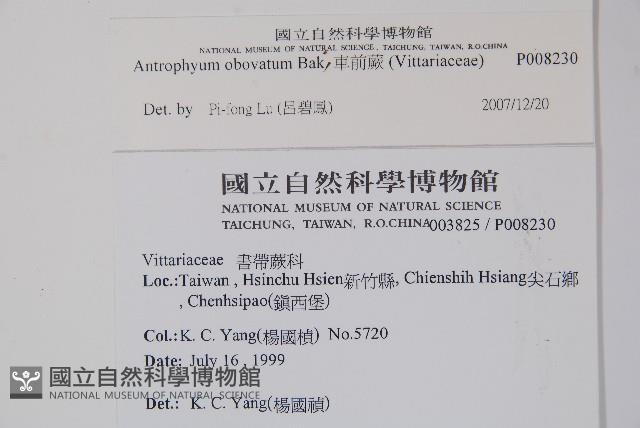 國立自然科學博物館
NATIONAL MUSEUM OF NATURAL SCIENCE, TAICHUNG, TAIWAN, R.O.CHINA
Antrophyum obovatum Bak. 車前蕨 (Vittariaceae) P008230
Det. by Pi-fong Lu (呂碧鳳) 2007/12/20
國立自然科學博物館
NATIONAL MUSEUM OF NATURAL SCIENCE
TAICHUNG, TAIWAN, R.O.CHINA 003825 / P008230
Vittariaceae 書帶蕨科
Loc.:Taiwan , Hsinchu Hsien新竹縣, Chienshih Hsiang尖石鄉
, Chenhsipao(鎮西堡)
Col.: K. C. Yang(楊國楨) No.5720
Date: July 16 , 1999
國立自然科學博物館
NATIONAL MUSEUM OF NATURAL SCIENCE
Det.: K. C. Yang(楊國禎)